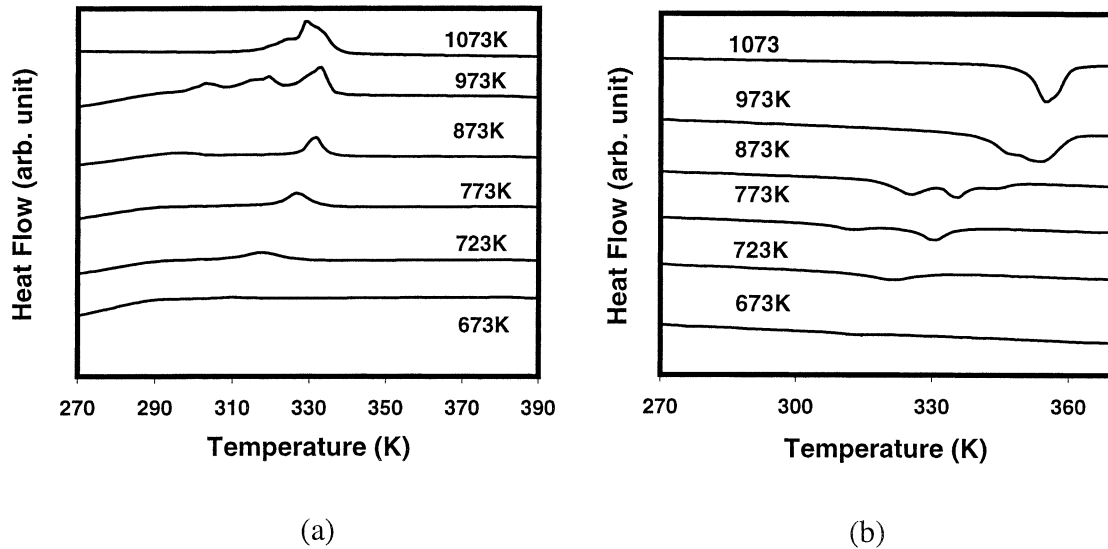 Heat Flow (arb. unit)
1073K
973K
873K
773K
723K
673K
270 290 310 330 350 370 390
Temperature (K)
(a)
Heat Flow (arb. unit)
1073
973K
873K
773K
723K
673K
270 300 330 360
Temperature (K)
(b)